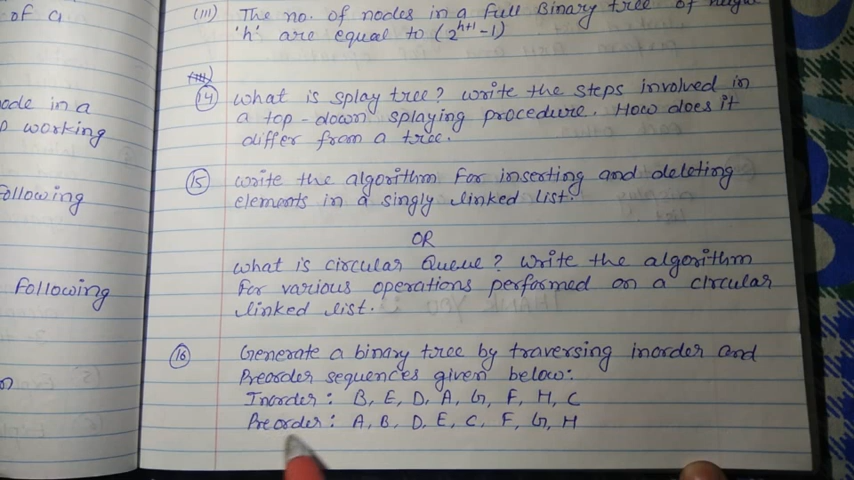 of a
ode in a
working
Following
Following
(iii) The no. of nodes in a full Binary tree of
'h' are equal to (2^{h+1}-1)
(14) What is splay tree? Write the steps involved in
a top-down splaying procedure. How does it
differ from a tree.
(15) Write the algorithm for inserting and deleting
elements in a singly linked list.
OR
What is circular Queue? Write the algorithm
for various operations performed on a circular
linked list.
(16) Generate a binary tree by traversing inorder and
Preorder sequences given below:
Inorder: B, E, D, A, G, F, H, C
Preorder: A, B, D, E, C, F, G, H